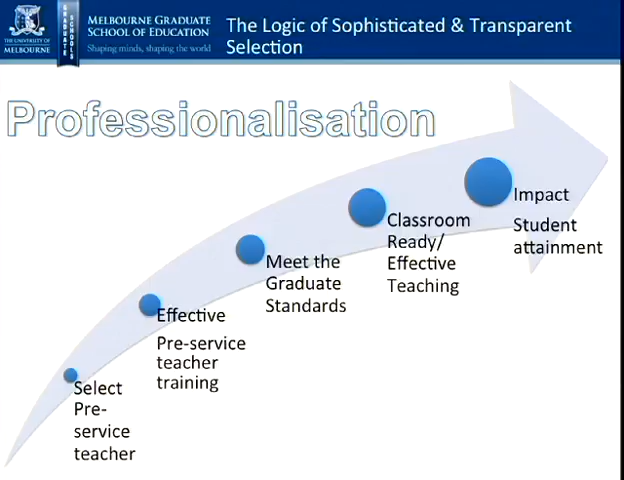 THE UNIVERSITY OF
MELBOURNE
GRADUATE
SCHOOLS
MELBOURNE GRADUATE
SCHOOL OF EDUCATION
Shaping minds, shaping the world
The Logic of Sophisticated & Transparent
Selection
Professionalisation
Select
Pre-
service
teacher
Effective
Pre-service
teacher
training
Meet the
Graduate
Standards
Classroom
Ready/
Effective
Teaching
Impact
Student
attainment